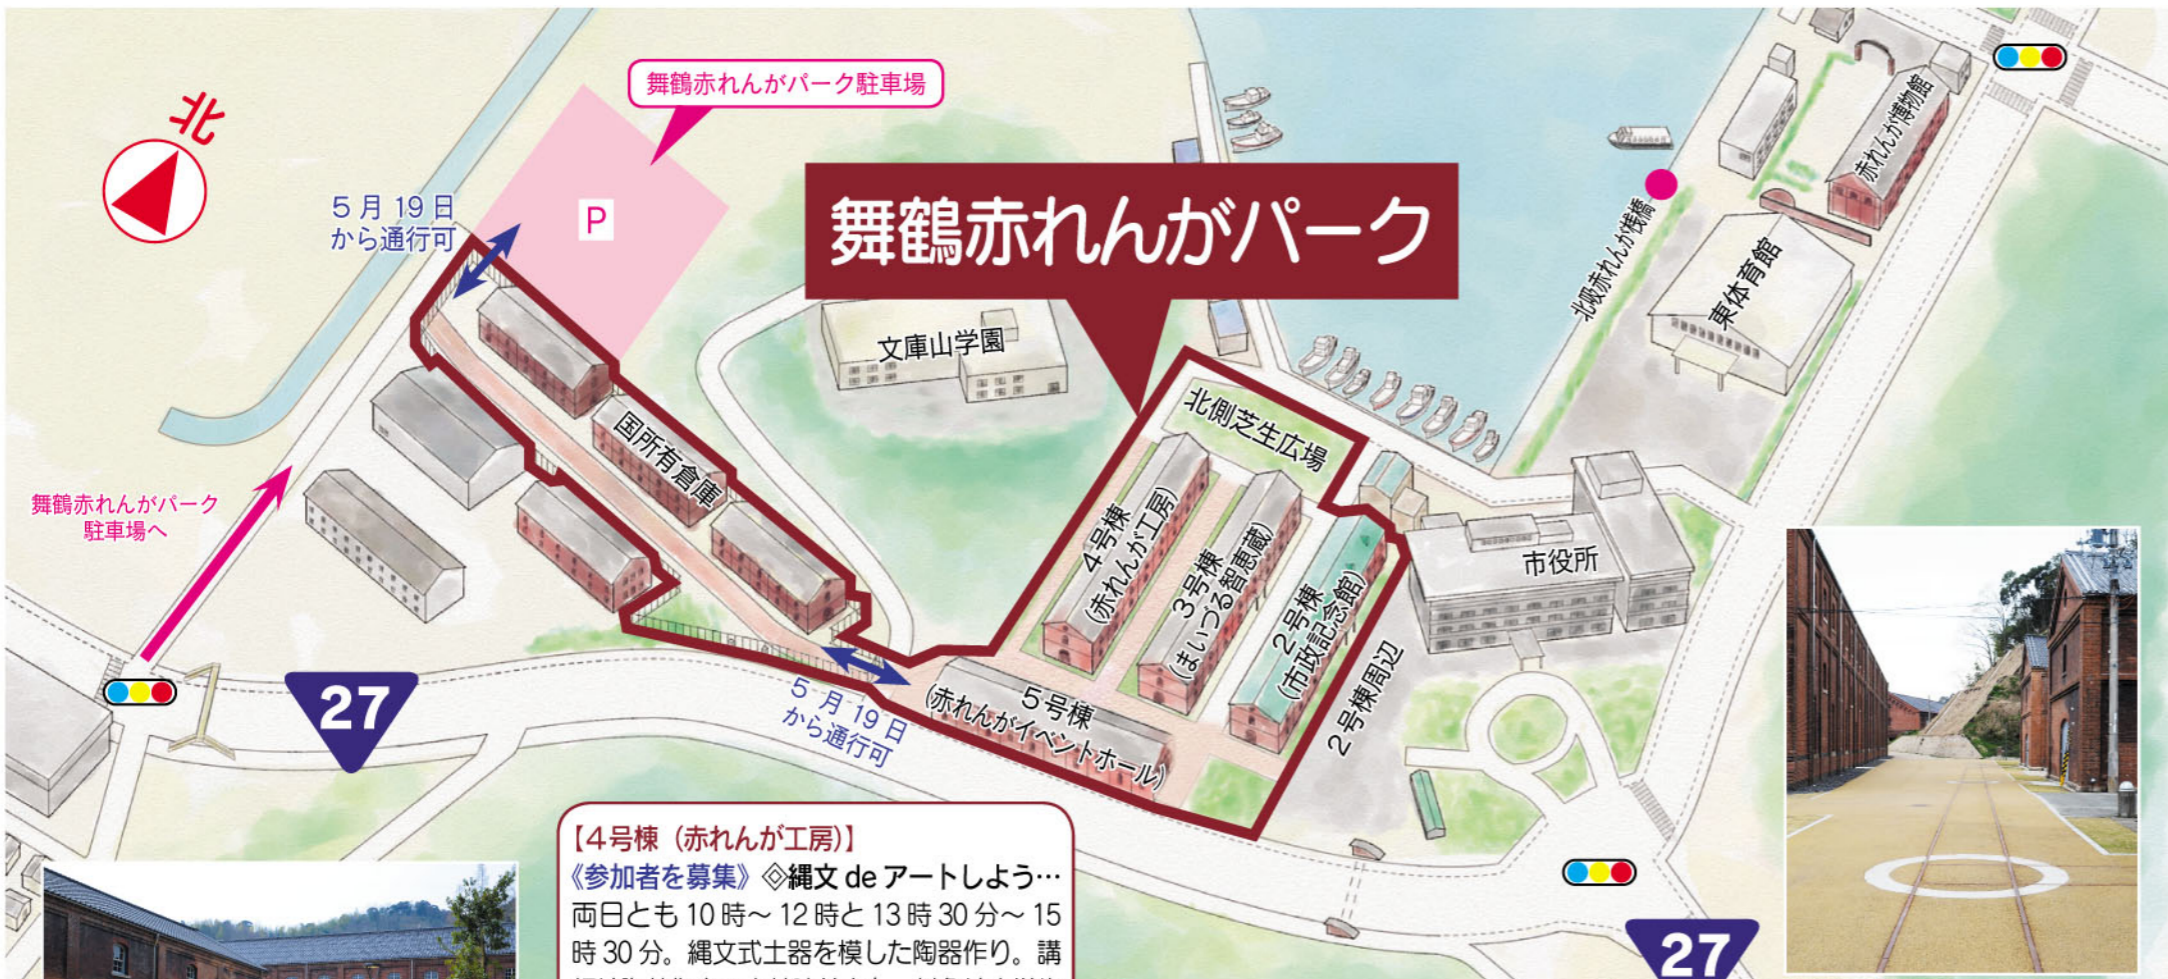 北
舞鶴赤れんがパーク駐車場
P
5月19日
から通行可
舞鶴赤れんがパーク
赤れんが博物館
北吸赤れんが桟橋
東体育館
文庫山学園
国所有倉庫
北側芝生広場
舞鶴赤れんがパーク
駐車場へ
4号棟
(赤れんが工房)
3号棟
(まいづる智恵蔵)
2号棟
(市政記念館)
市役所
2号棟周辺
5号棟
(赤れんがイベントホール)
5月19日
から通行可
27
27
【4号棟（赤れんが工房）】
《参加者を募集》◇縄文 de アートしよう…
両日とも 10 時～ 12 時と 13 時 30 分～ 15
時 30 分。縄文式土器を模した陶器作り。講